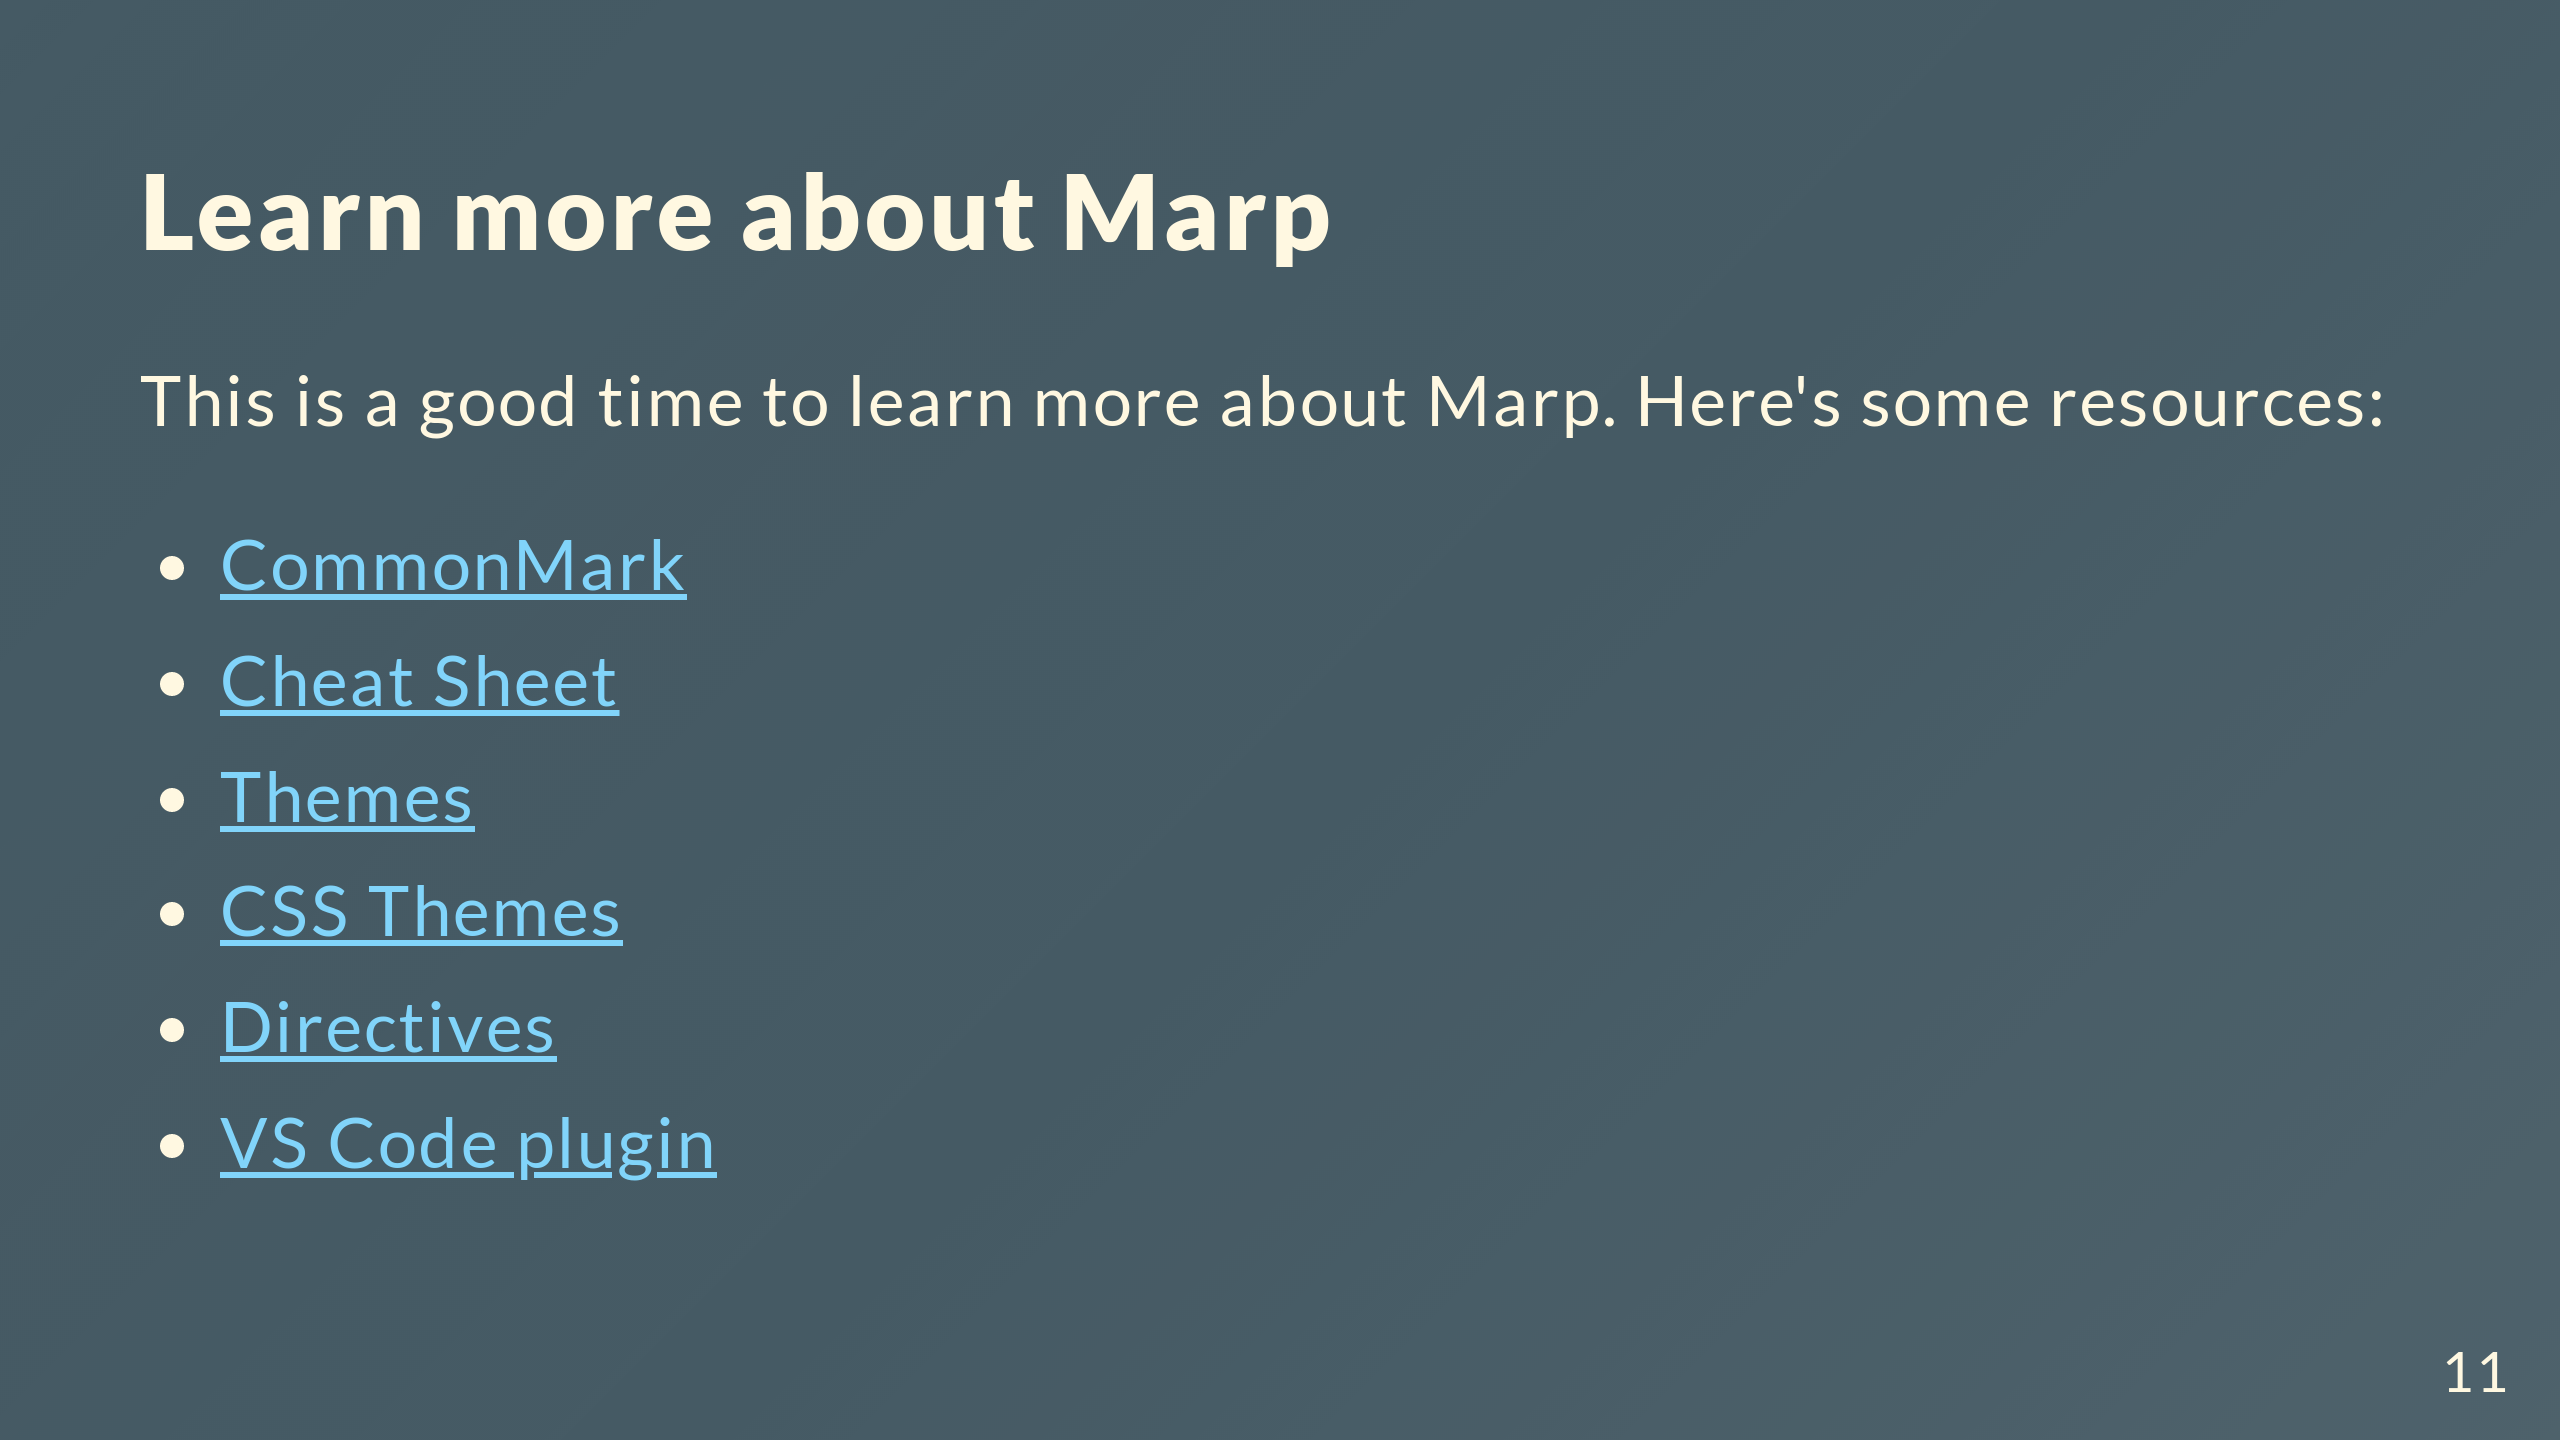 Learn more about Marp
This is a good time to learn more about Marp. Here's some resources:
CommonMark
Cheat Sheet
Themes
CSS Themes
Directives
VS Code plugin
11